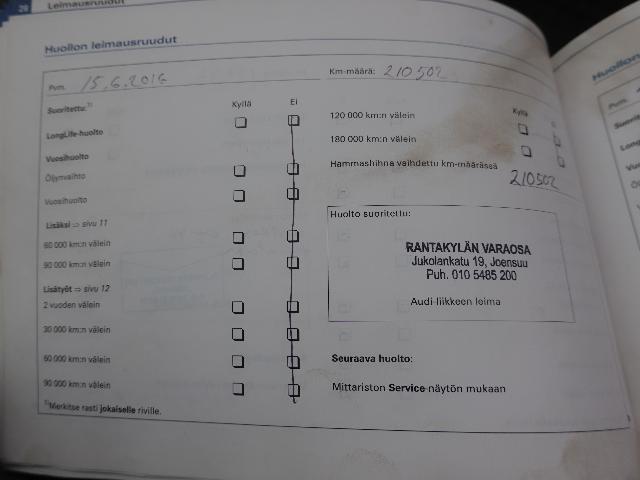 28 Leimausruudut
Huollon leimausruudut
Pvm. 15.6.2016
Km-määrä: 210502
Suoritettu:¹⁾ Kyllä Ei
LongLife-huolto
Vuosihuolto
Öljynvaihto
Vuosihuolto
Lisäksi ⇒ sivu 11
60 000 km:n välein
90 000 km:n välein
Lisätyöt ⇒ sivu 12
2 vuoden välein
30 000 km:n välein
60 000 km:n välein
90 000 km:n välein
¹⁾Merkitse rasti jokaiselle riville.
Kyllä
120 000 km:n välein
180 000 km:n välein
Hammashihna vaihdettu km-määrässä
210502
Huolto suoritettu:
RANTAKYLÄN VARAOSA
Jukolankatu 19, Joensuu
Puh. 010 5485 200
Audi-liikkeen leima
Seuraava huolto:
Mittariston Service-näytön mukaan